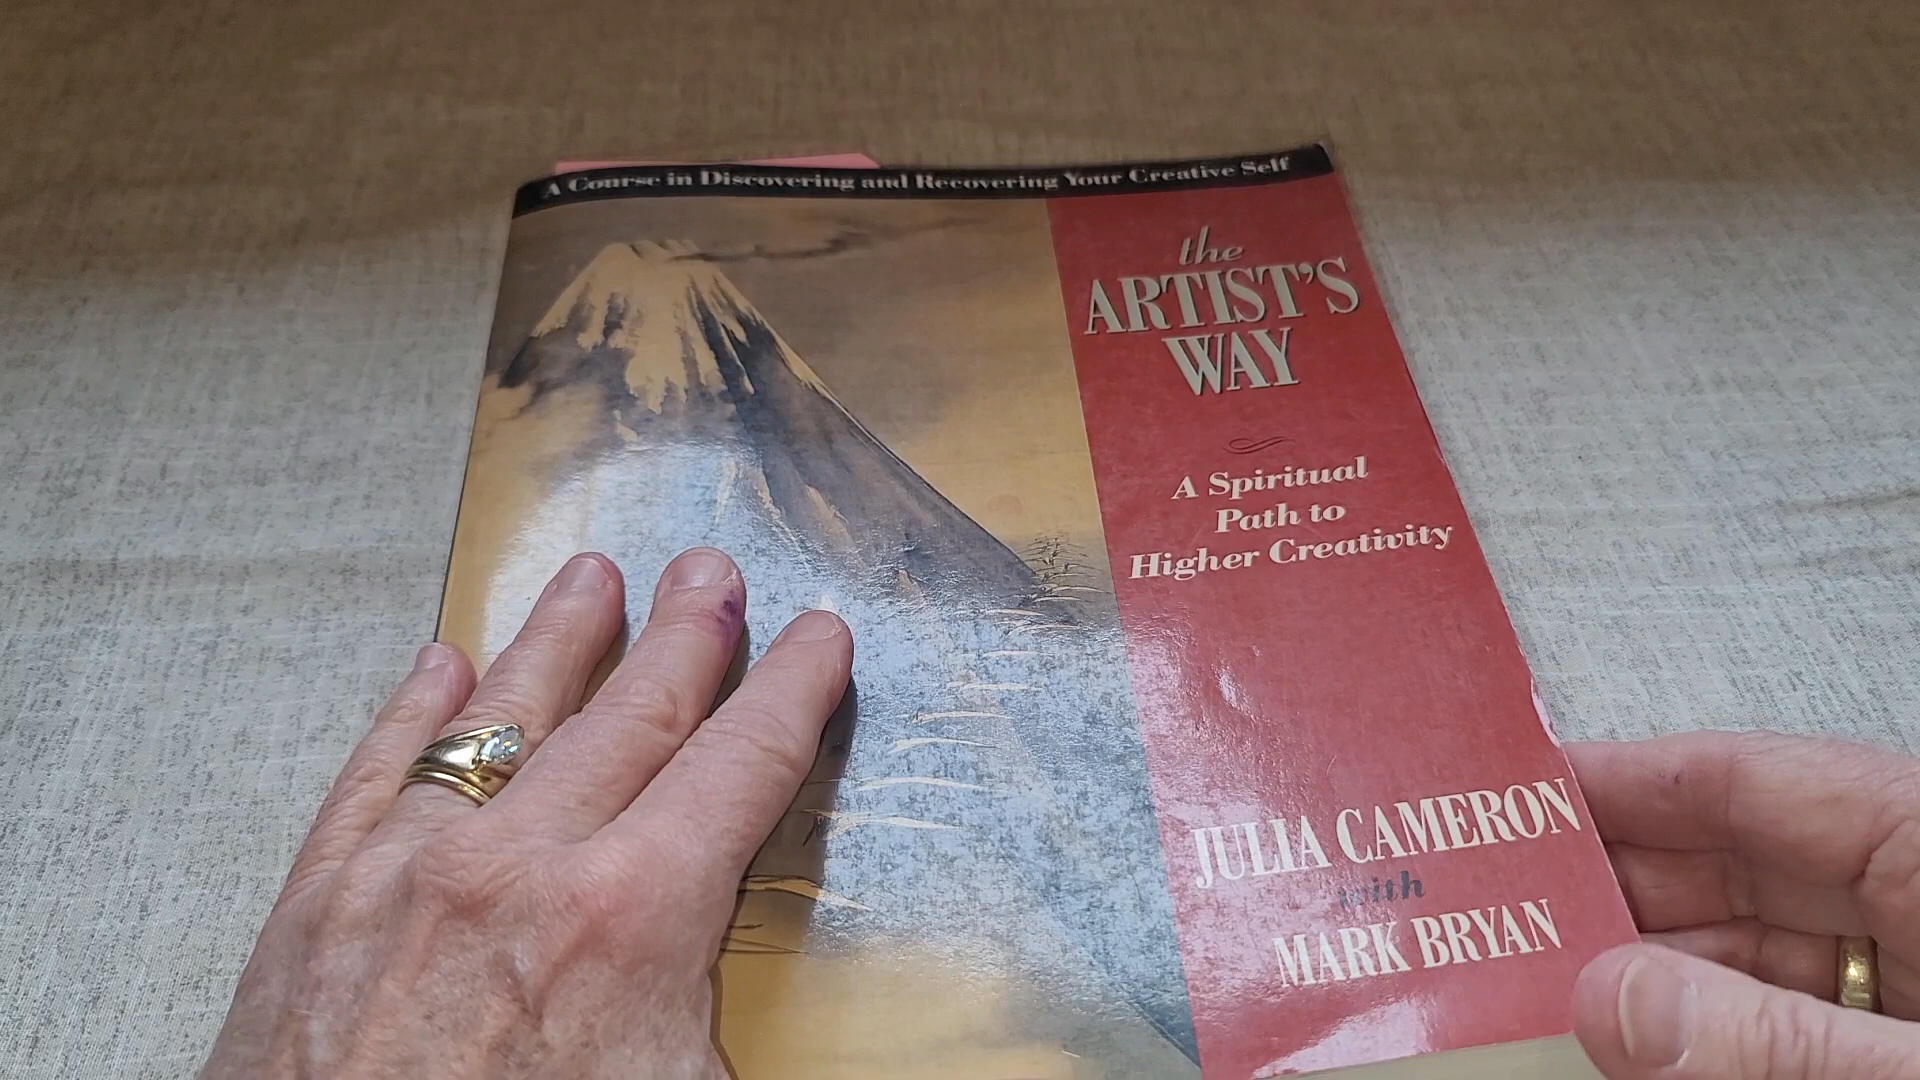 A Course in Discovering and Recovering Your Creative Self
the
ARTIST'S
WAY
A Spiritual
Path to
Higher Creativity
JULIA CAMERON
with
MARK BRYAN